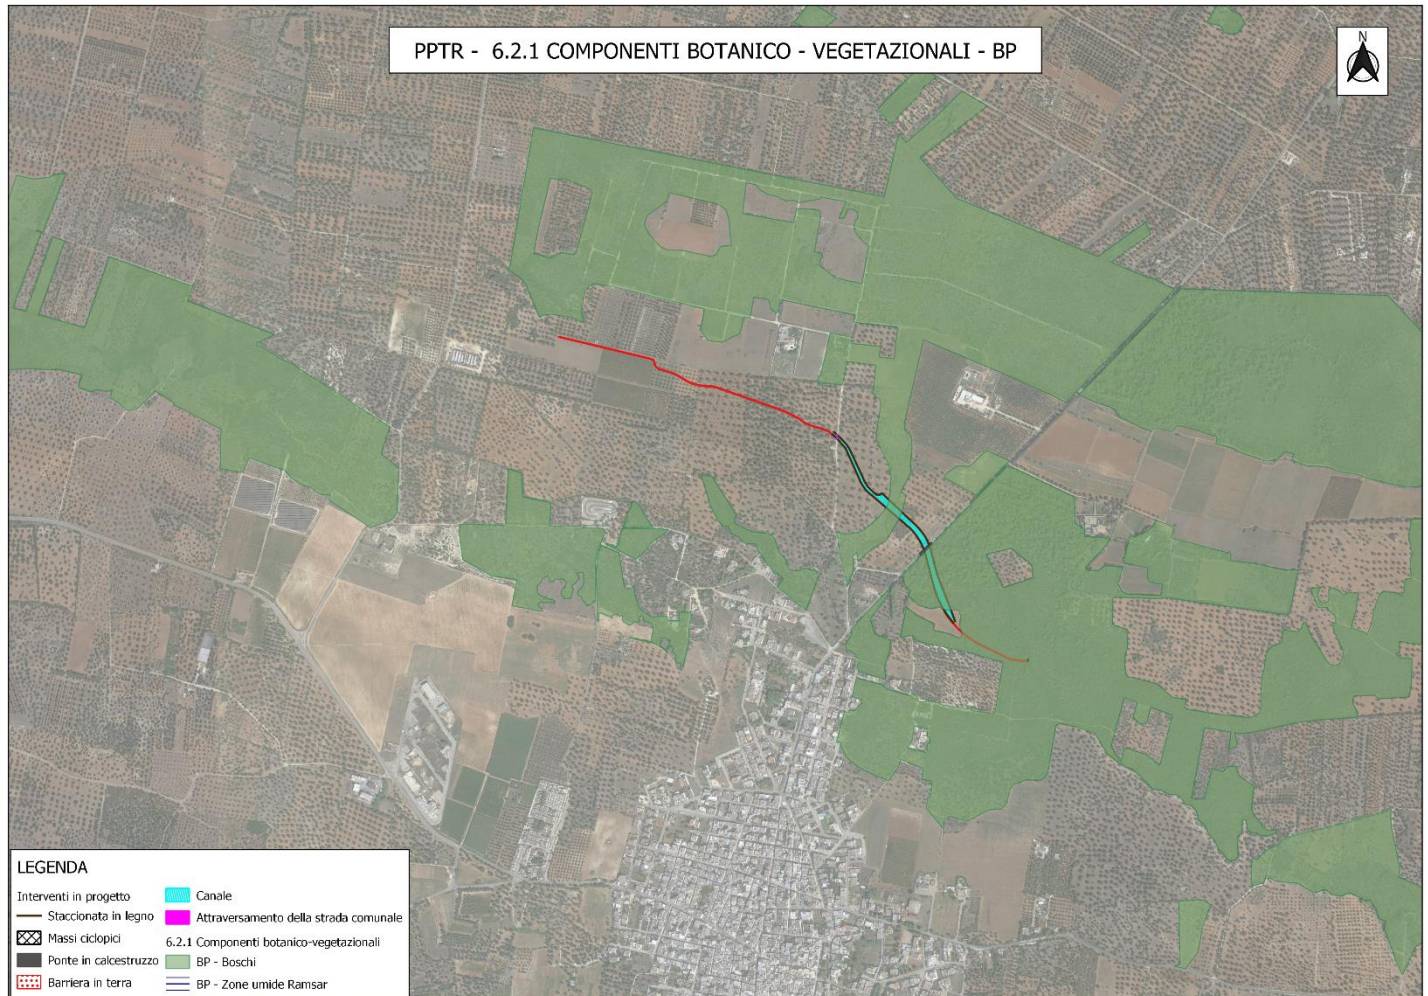 PPTR - 6.2.1 COMPONENTI BOTANICO - VEGETAZIONALI - BP
N
LEGENDA
Interventi in progetto
Staccionata in legno
Massi ciclopici
Ponte in calcestruzzo
Barriera in terra
Canale
Attraversamento della strada comunale
6.2.1 Componenti botanico-vegetazionali
BP - Boschi
BP - Zone umide Ramsar